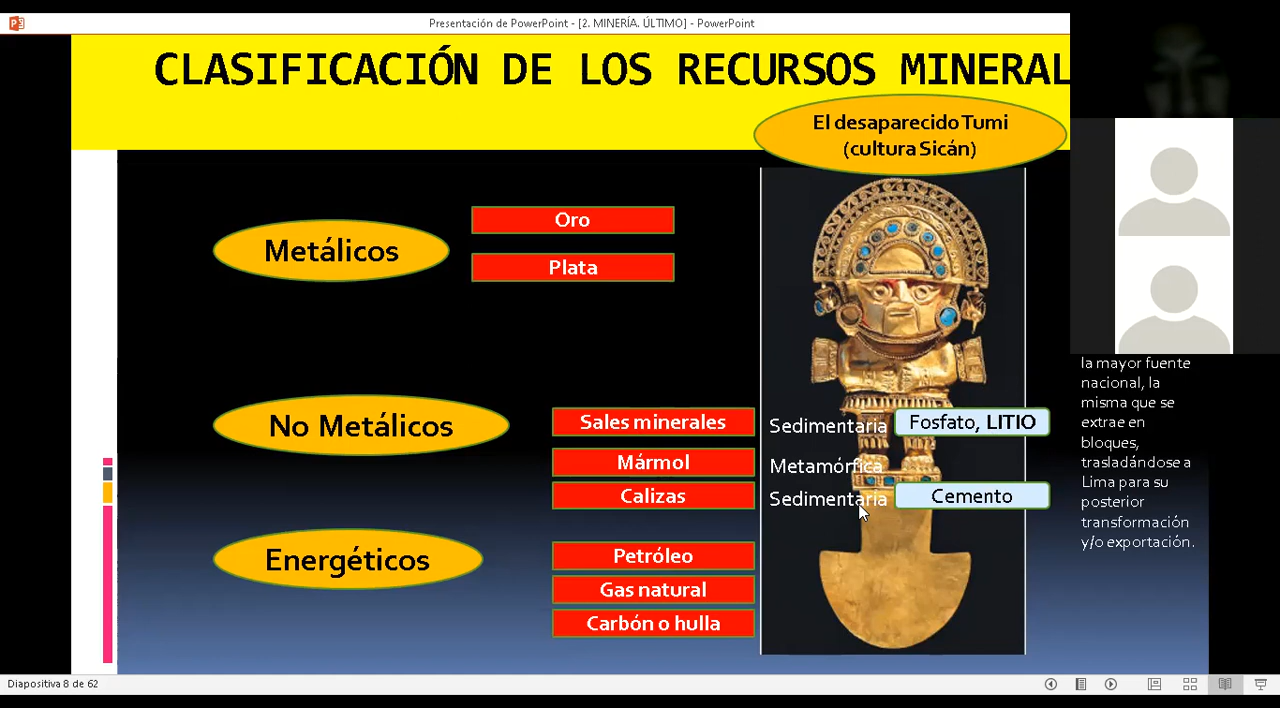 Presentación de PowerPoint - [2. MINERÍA. ÚLTIMO] - PowerPoint
CLASIFICACIÓN DE LOS RECURSOS MINERAL
El desaparecido Tumi
(cultura Sicán)
Metálicos
Oro
Plata
No Metálicos
Sales minerales
Sedimentaria
Fosfato, LITIO
Mármol
Metamórfica
Calizas
Sedimentaria
Cemento
Energéticos
Petróleo
Gas natural
Carbón o hulla
la mayor fuente
nacional, la
misma que se
extrae en
bloques,
trasladándose a
Lima para su
posterior
transformación
y/o exportación.
Diapositiva 8 de 62